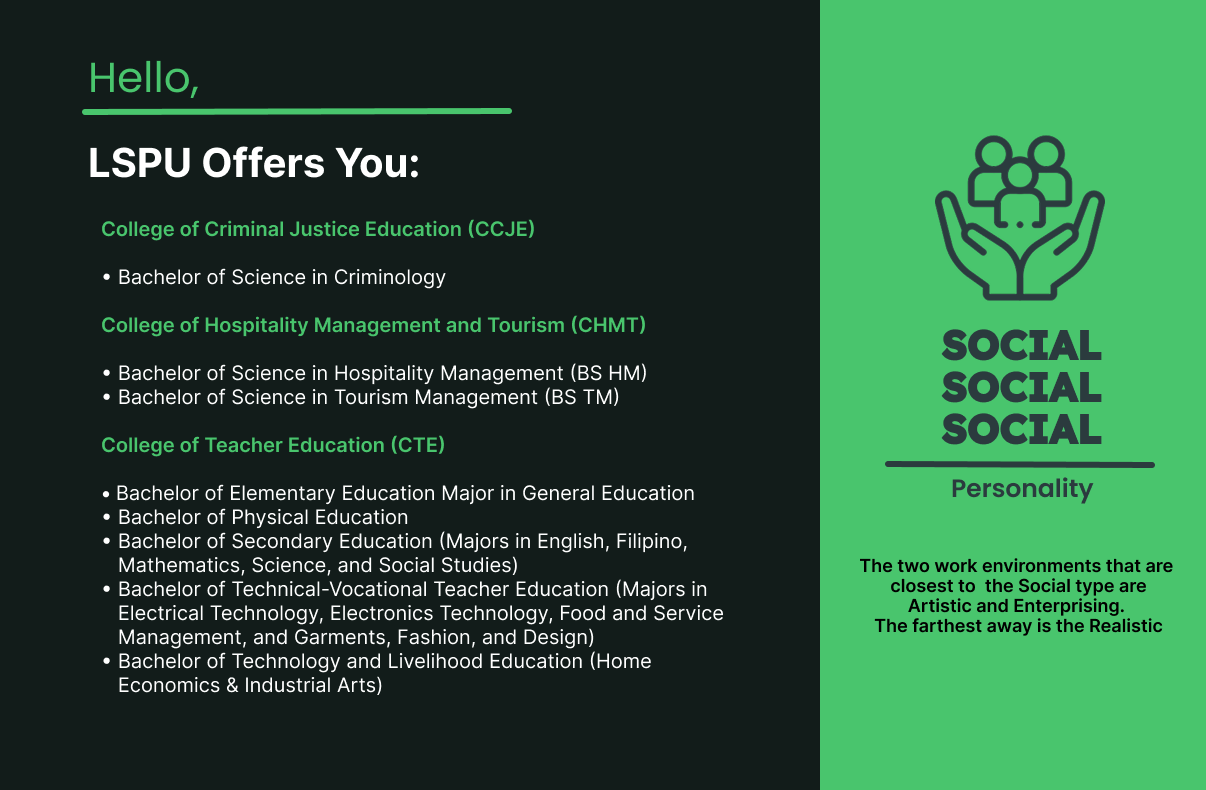 Hello,
LSPU Offers You:
College of Criminal Justice Education (CCJE)
• Bachelor of Science in Criminology
College of Hospitality Management and Tourism (CHMT)
• Bachelor of Science in Hospitality Management (BS HM)
• Bachelor of Science in Tourism Management (BS TM)
College of Teacher Education (CTE)
• Bachelor of Elementary Education Major in General Education
• Bachelor of Physical Education
• Bachelor of Secondary Education (Majors in English, Filipino,
Mathematics, Science, and Social Studies)
• Bachelor of Technical-Vocational Teacher Education (Majors in
Electrical Technology, Electronics Technology, Food and Service
Management, and Garments, Fashion, and Design)
• Bachelor of Technology and Livelihood Education (Home
Economics & Industrial Arts)
SOCIAL
SOCIAL
SOCIAL
Personality
The two work environments that are
closest to  the Social type are
Artistic and Enterprising.
The farthest away is the Realistic